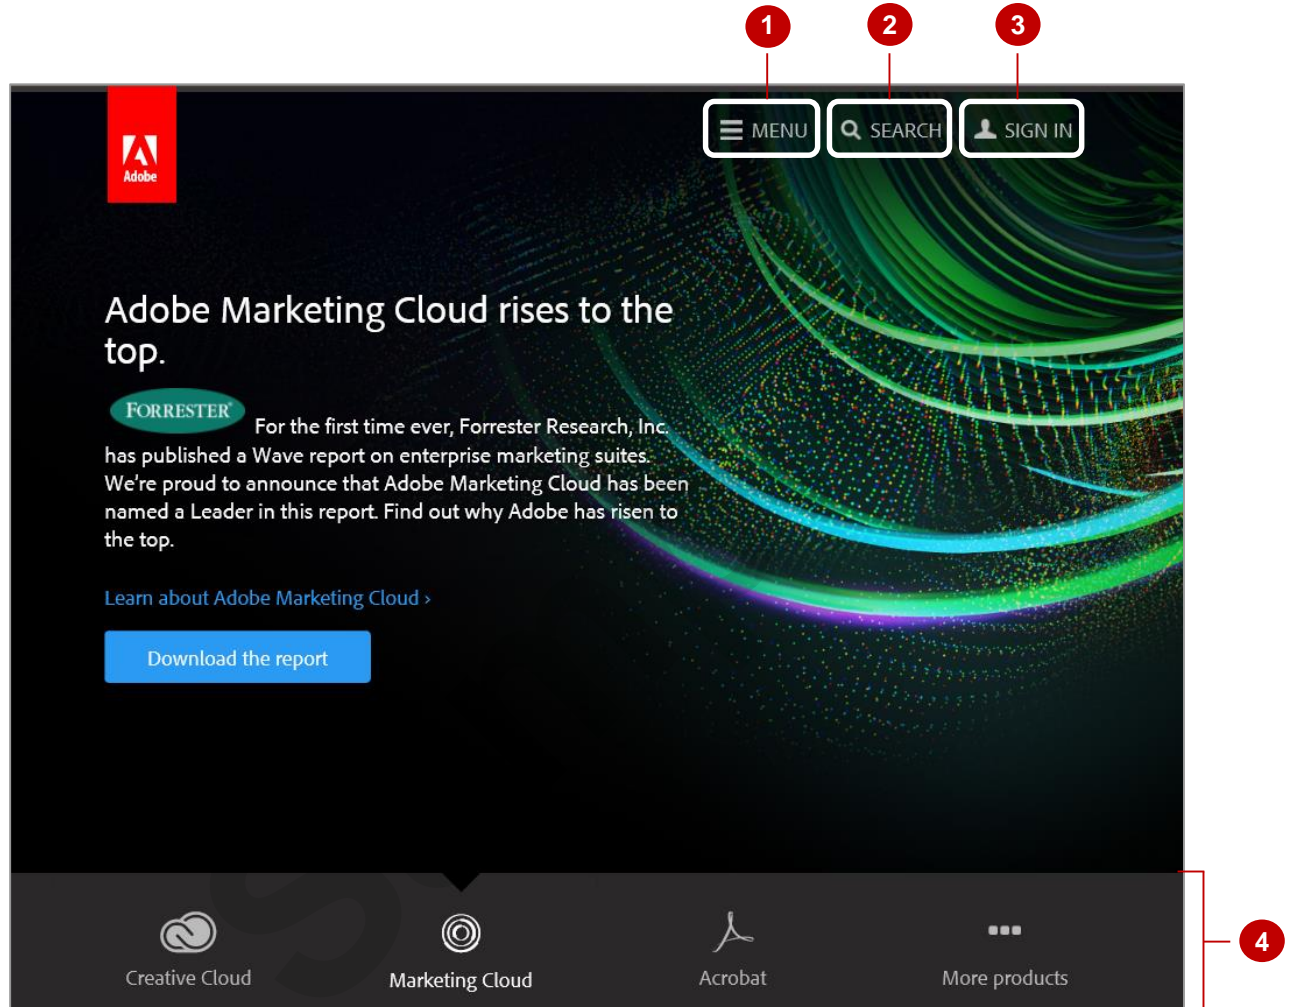 1 2 3
MENU SEARCH SIGN IN
Adobe
Adobe Marketing Cloud rises to the
top.
FORRESTER® For the first time ever, Forrester Research, Inc.
has published a Wave report on enterprise marketing suites.
We're proud to announce that Adobe Marketing Cloud has been
named a Leader in this report. Find out why Adobe has risen to
the top.
Learn about Adobe Marketing Cloud ›
Download the report
4
Creative Cloud Marketing Cloud Acrobat More products